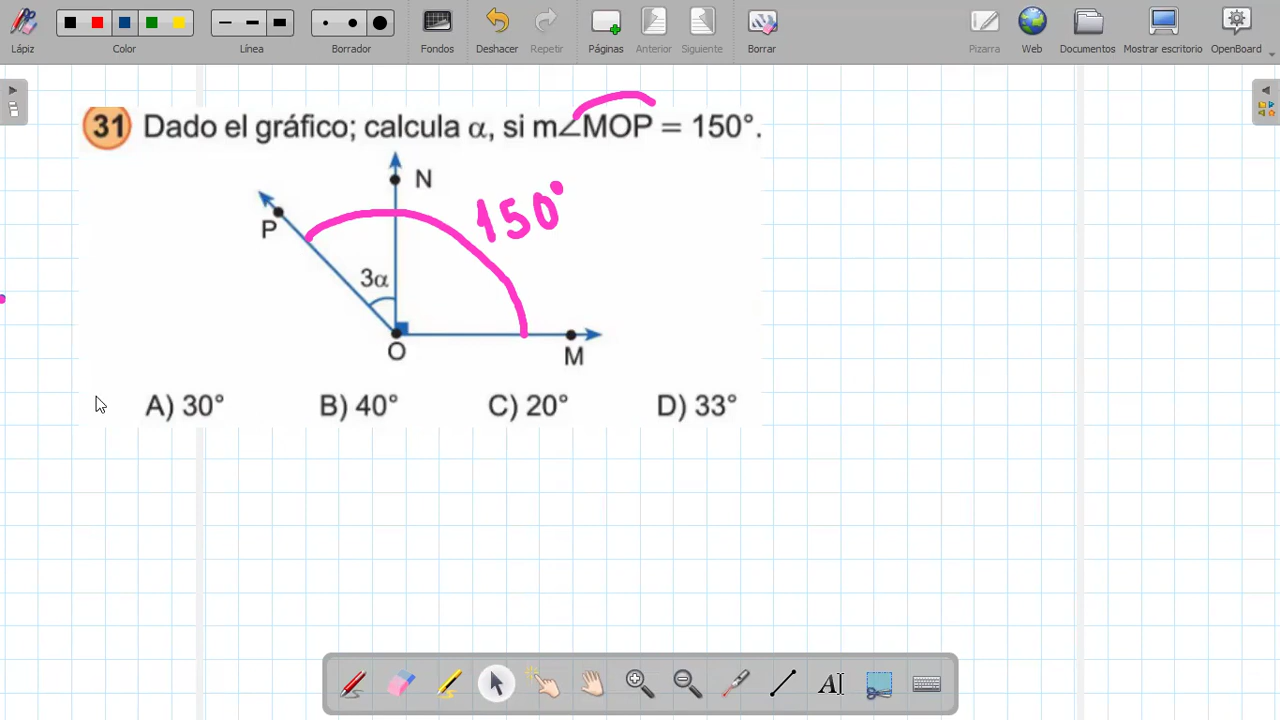 Lápiz
Color
Línea
Borrador
Fondos
Deshacer
Repetir
Páginas
Anterior
Siguiente
Borrar
Pizarra
Web
Documentos
Mostrar escritorio
OpenBoard
31 Dado el gráfico; calcula α, si m∠MOP = 150°.
N
150°
P
3α
O
M
A) 30° B) 40° C) 20° D) 33°